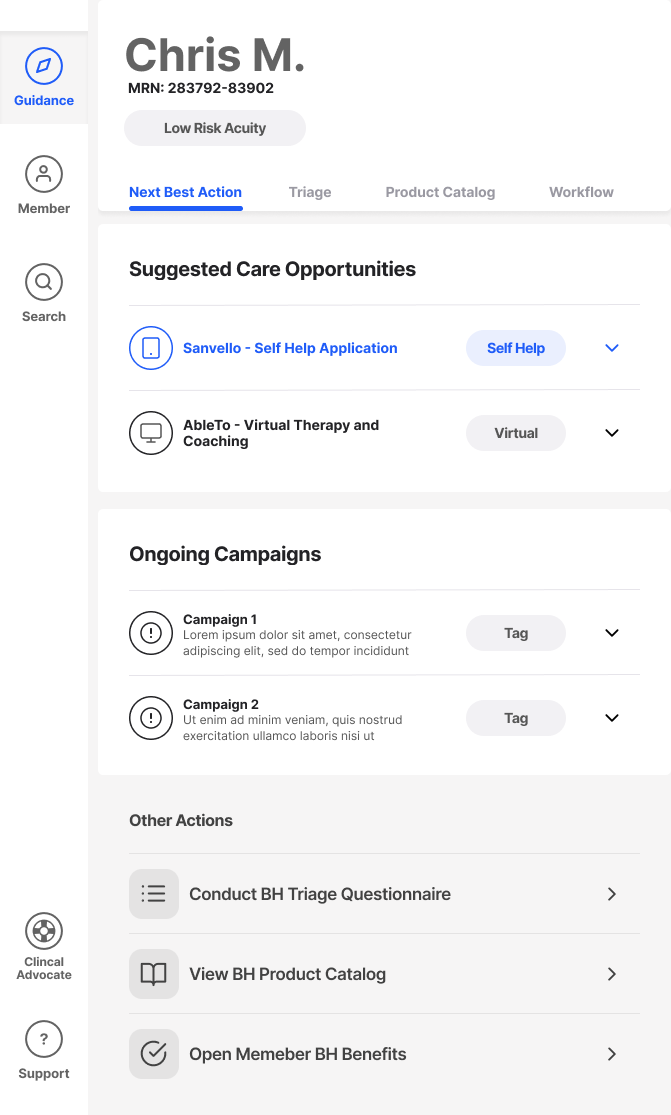 Guidance
Member
Search
Clincal
Advocate
?
Support
Chris M.
MRN: 283792-83902
Low Risk Acuity
Next Best Action
Triage
Product Catalog
Workflow
Suggested Care Opportunities
Sanvello - Self Help Application
Self Help
AbleTo - Virtual Therapy and
Coaching
Virtual
Ongoing Campaigns
Campaign 1
Lorem ipsum dolor sit amet, consectetur
adipiscing elit, sed do tempor incididunt
Tag
Campaign 2
Ut enim ad minim veniam, quis nostrud
exercitation ullamco laboris nisi ut
Tag
Other Actions
Conduct BH Triage Questionnaire
View BH Product Catalog
Open Memeber BH Benefits